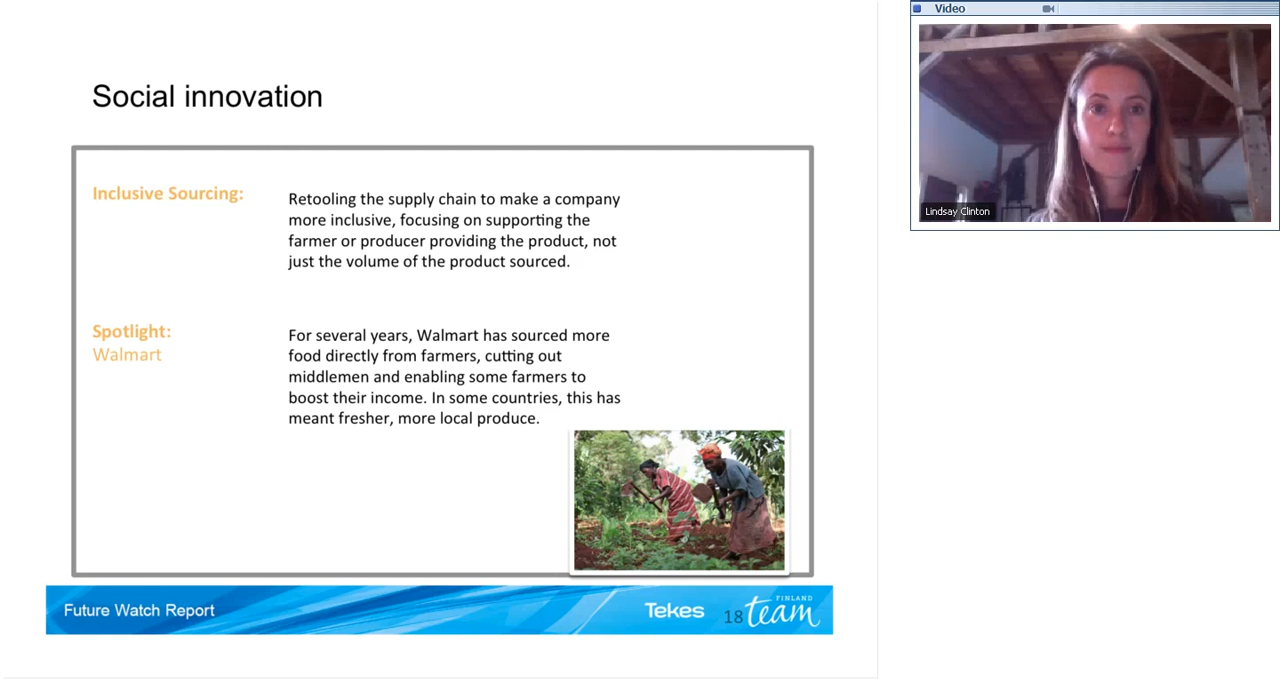 Social innovation
Inclusive Sourcing:
Retooling the supply chain to make a company
more inclusive, focusing on supporting the
farmer or producer providing the product, not
just the volume of the product sourced.
Spotlight:
Walmart
For several years, Walmart has sourced more
food directly from farmers, cutting out
middlemen and enabling some farmers to
boost their income. In some countries, this has
meant fresher, more local produce.
Future Watch Report
Tekes
18
FINLAND
team
Video
Lindsay Clinton